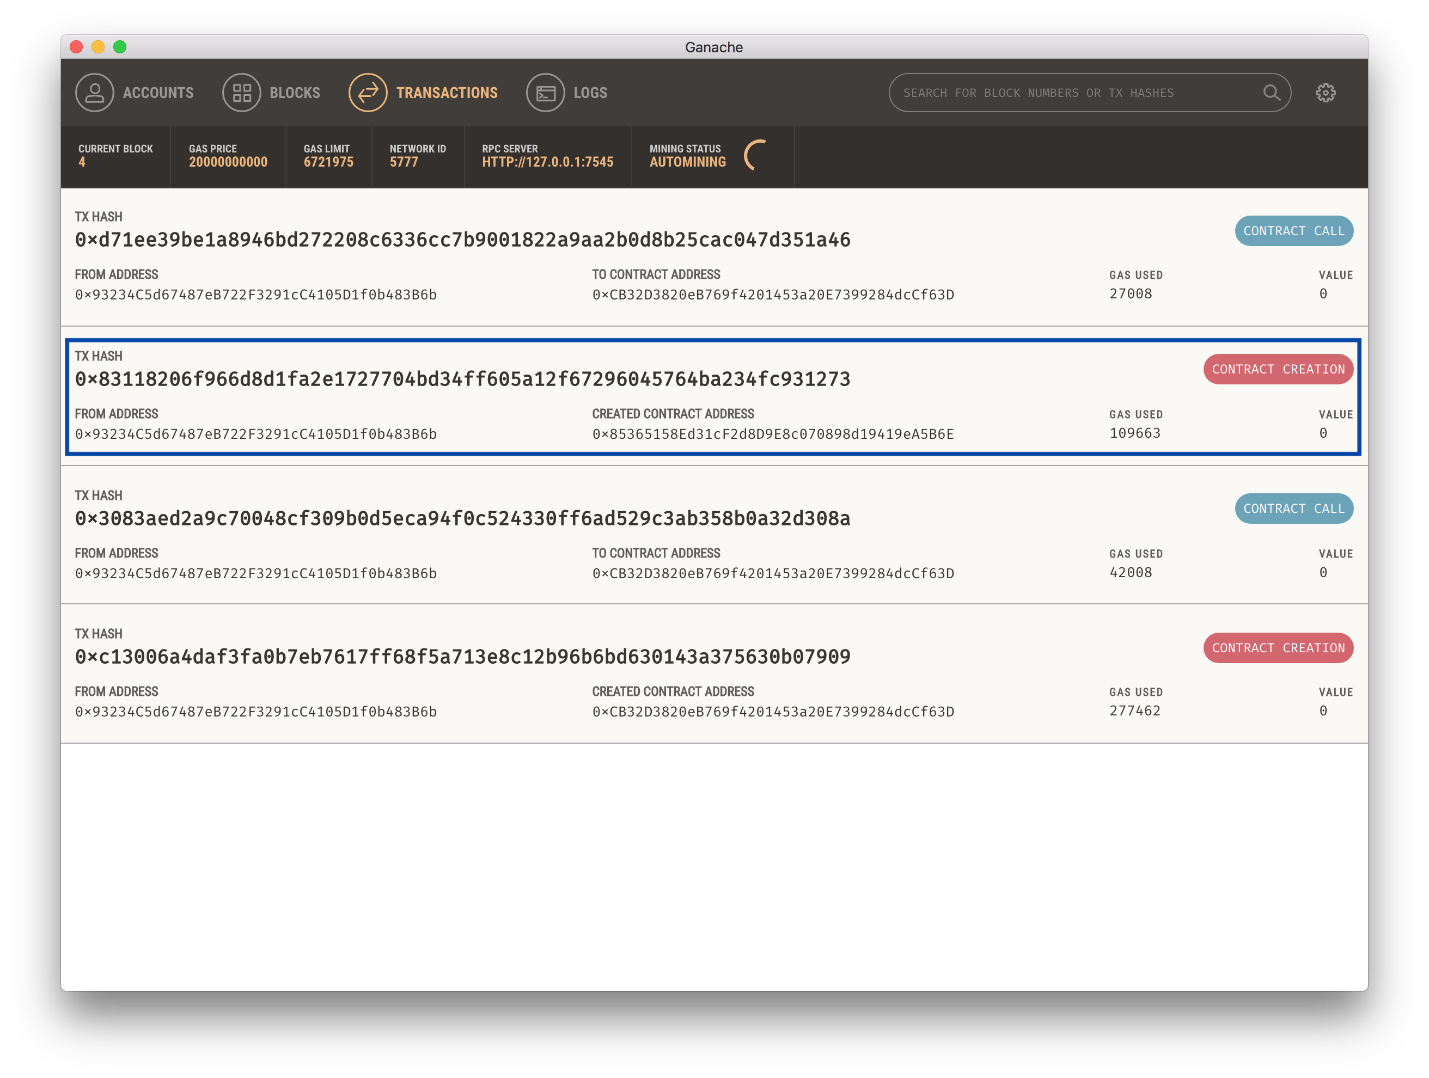 Ganache
ACCOUNTS BLOCKS TRANSACTIONS LOGS SEARCH FOR BLOCK NUMBERS OR TX HASHES
CURRENT BLOCK GAS PRICE GAS LIMIT NETWORK ID RPC SERVER MINING STATUS
4 20000000000 6721975 5777 HTTP://127.0.0.1:7545 AUTOMINING
TX HASH
0×d71ee39be1a8946bd272208c6336cc7b9001822a9aa2b0d8b25cac047d351a46
CONTRACT CALL
FROM ADDRESS TO CONTRACT ADDRESS GAS USED VALUE
0×93234C5d67487eB722F3291cC4105D1f0b483B6b 0×CB32D3820eB769f4201453a20E7399284dcCf63D 27008 0
TX HASH
0×83118206f966d8d1fa2e1727704bd34ff605a12f67296045764ba234fc931273
CONTRACT CREATION
FROM ADDRESS CREATED CONTRACT ADDRESS GAS USED VALUE
0×93234C5d67487eB722F3291cC4105D1f0b483B6b 0×85365158Ed31cF2d8D9E8c070898d19419eA5B6E 109663 0
TX HASH
0×3083aed2a9c70048cf309b0d5eca94f0c524330ff6ad529c3ab358b0a32d308a
CONTRACT CALL
FROM ADDRESS TO CONTRACT ADDRESS GAS USED VALUE
0×93234C5d67487eB722F3291cC4105D1f0b483B6b 0×CB32D3820eB769f4201453a20E7399284dcCf63D 42008 0
TX HASH
0×c13006a4daf3fa0b7eb7617ff68f5a713e8c12b96b6bd630143a375630b07909
CONTRACT CREATION
FROM ADDRESS CREATED CONTRACT ADDRESS GAS USED VALUE
0×93234C5d67487eB722F3291cC4105D1f0b483B6b 0×CB32D3820eB769f4201453a20E7399284dcCf63D 277462 0